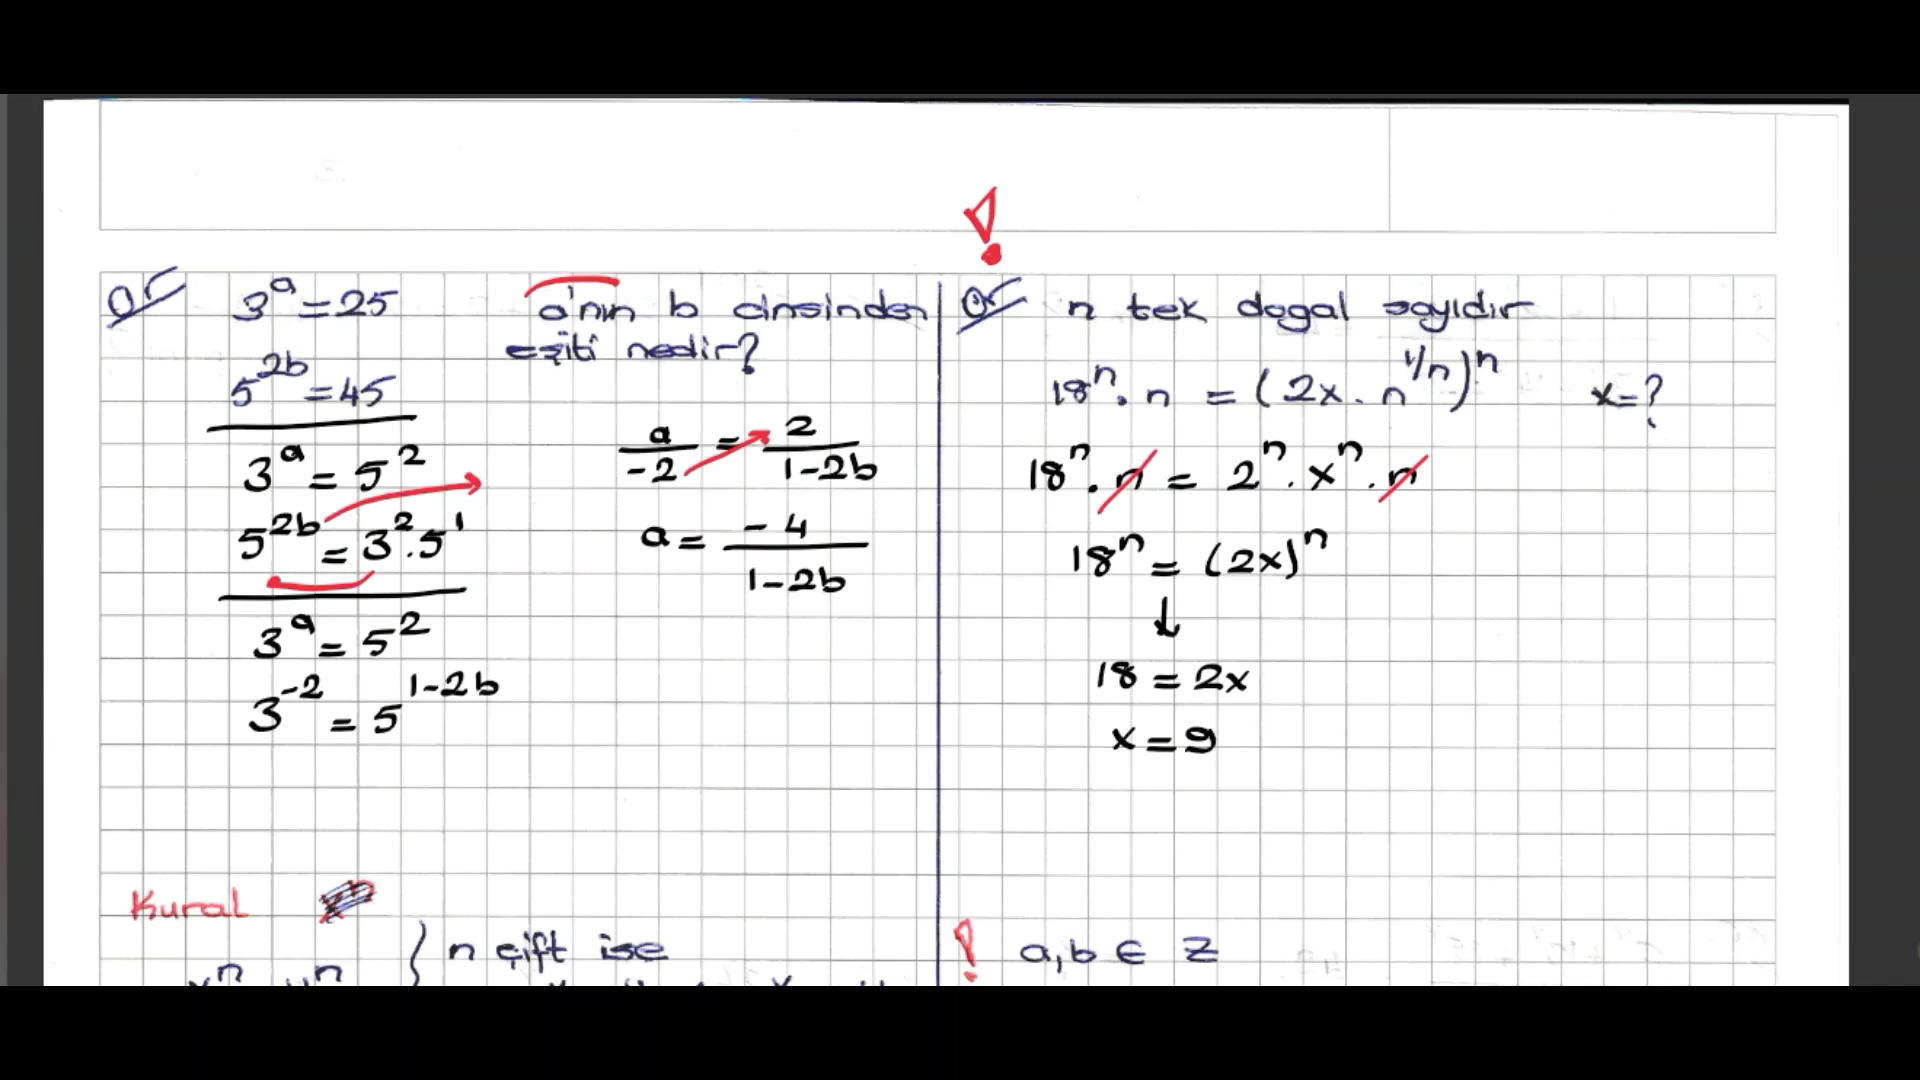 3^a = 25 a'nın b cinsinden
eşiti nedir?
5^2b = 45
3^a = 5^2
5^2b = 3^2 . 5^1
3^a = 5^2
3^-2 = 5^1-2b
a/-2 = 2/1-2b
a = -4/1-2b
Kural
n çift ise
! n tek doğal sayıdır
18^n . n = (2x . n^1/n)^n x = ?
18^n . n = 2^n . x^n . n
18^n = (2x)^n
↓
18 = 2x
x = 9
! a, b ∈ Z